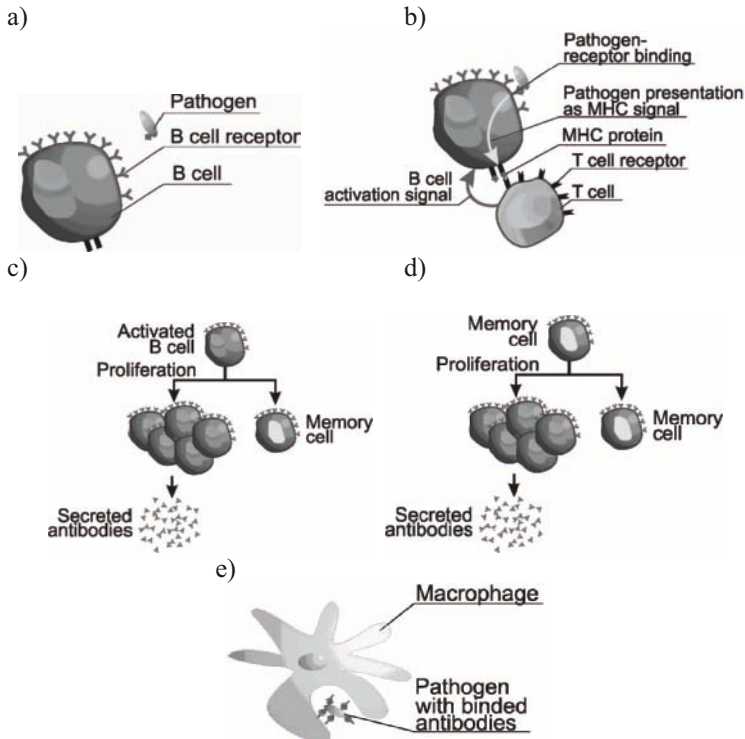 a)
Pathogen
B cell receptor
B cell
b)
Pathogen-
receptor binding
Pathogen presentation
as MHC signal
MHC protein
T cell receptor
B cell
activation signal
T cell
c)
Activated
B cell
Proliferation
Memory
cell
Secreted
antibodies
d)
Memory
cell
Proliferation
Memory
cell
Secreted
antibodies
e)
Macrophage
Pathogen
with binded
antibodies